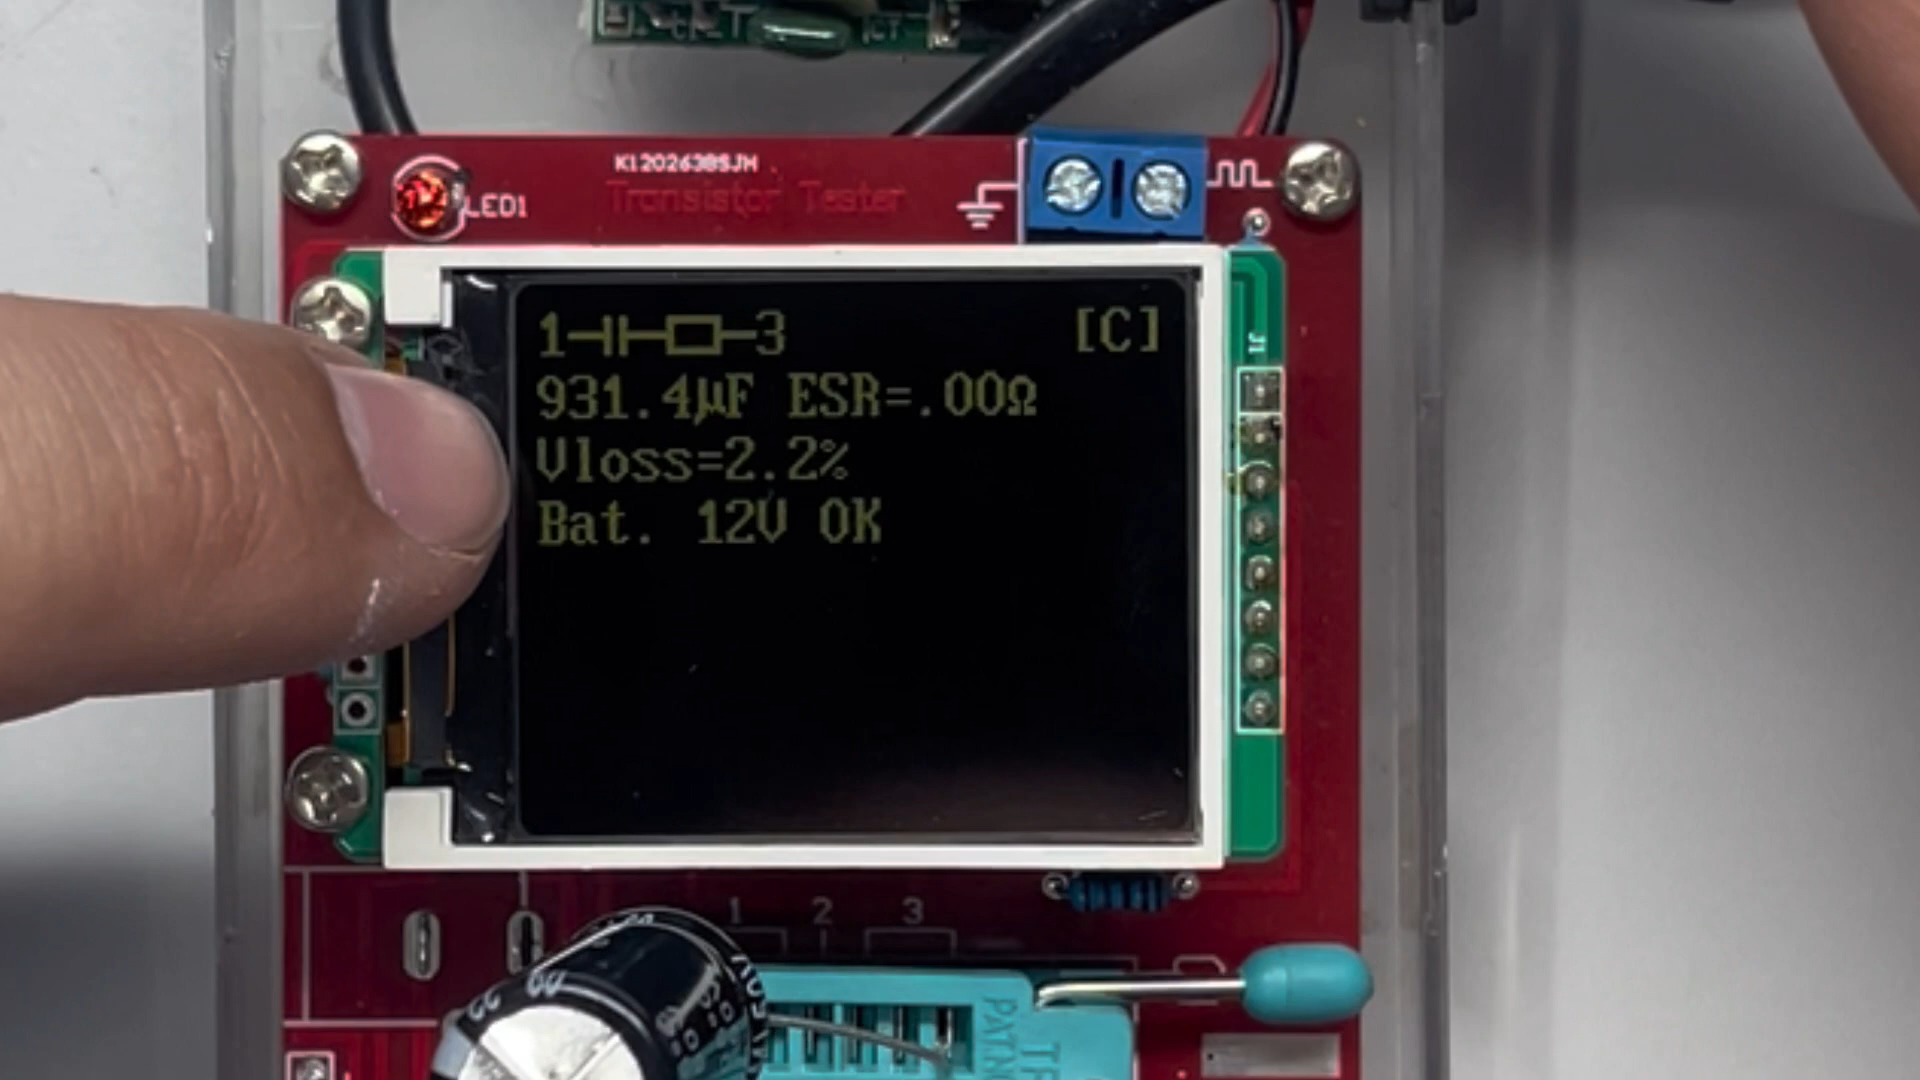 K1202638SJH
Transistor Tester
LED1
1 3 [C]
931.4µF ESR=.00Ω
Vloss=2.2%
Bat. 12V OK
J1
1 2 3